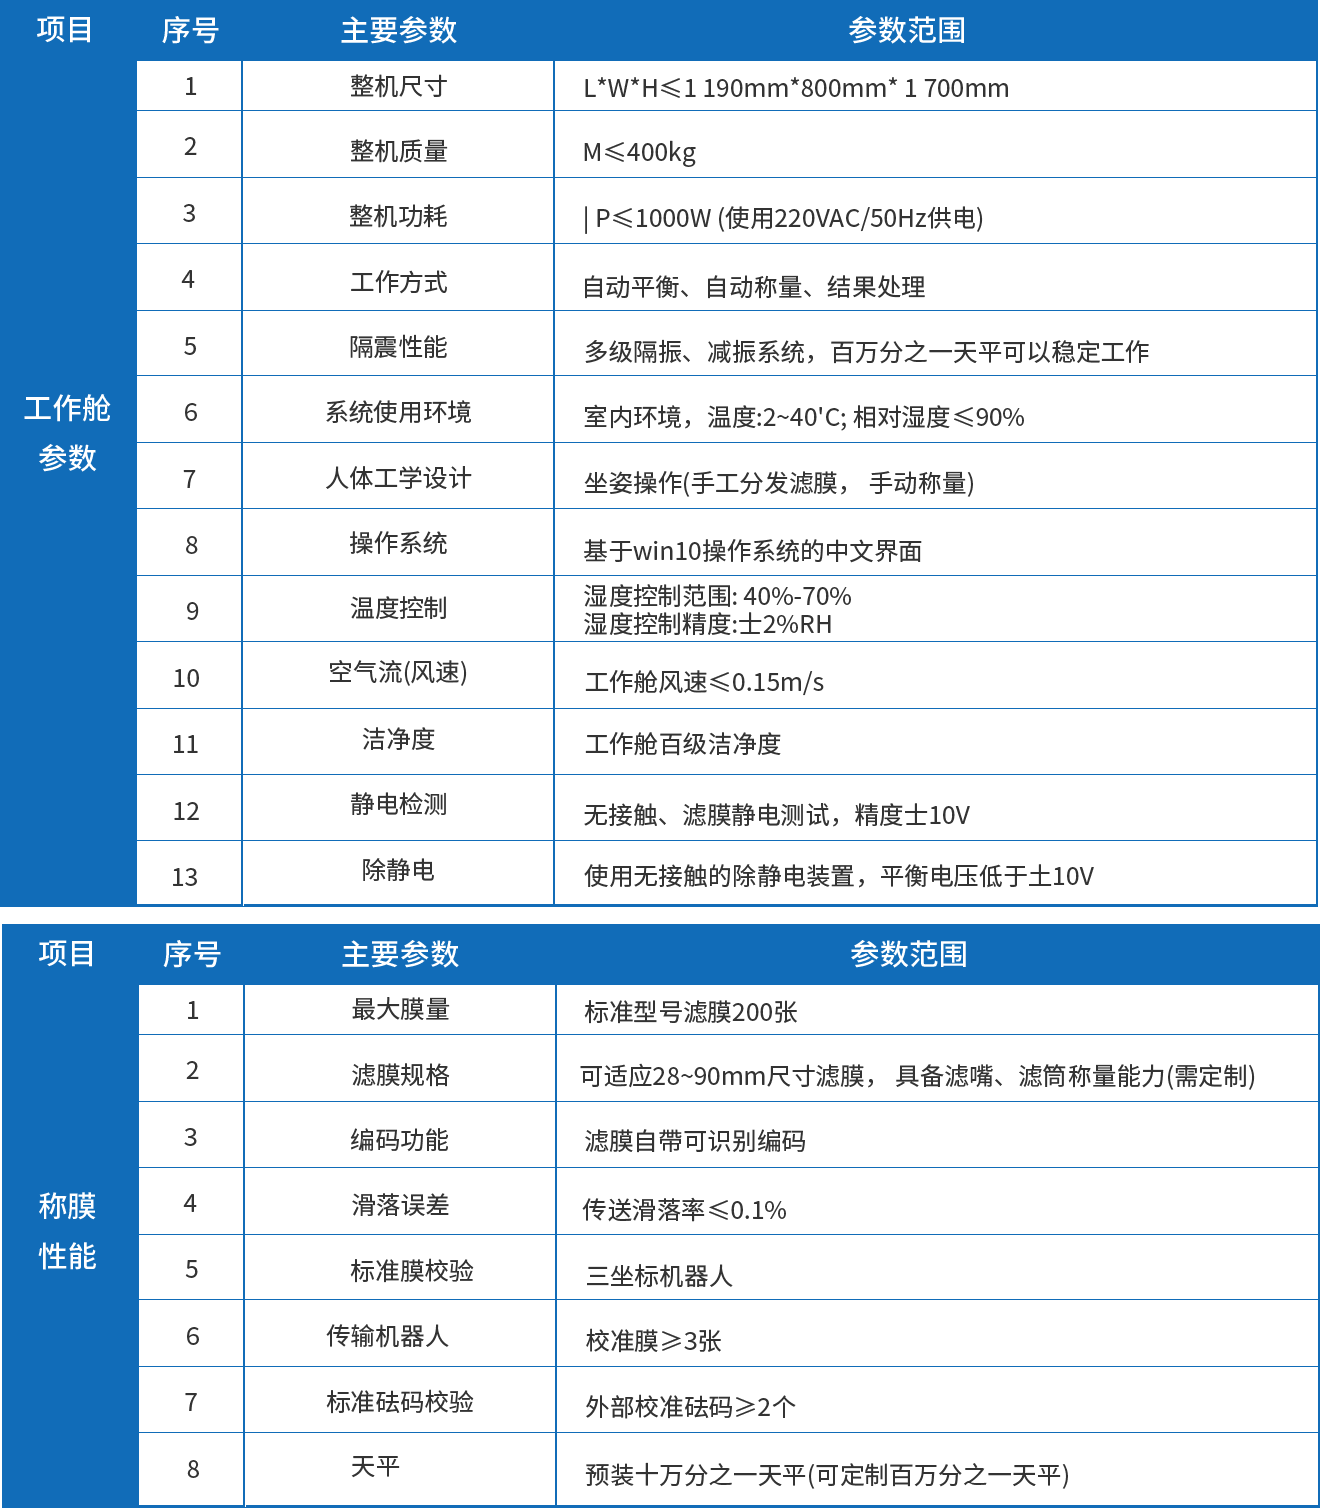 项目 序号 主要参数 参数范围
1 整机尺寸 L*W*H≤1 190mm*800mm* 1 700mm
2 整机质量 M≤400kg
3 整机功耗 | P≤1000W (使用220VAC/50Hz供电)
4 工作方式 自动平衡、自动称量、结果处理
5 隔震性能 多级隔振、减振系统，百万分之一天平可以稳定工作
工作舱
参数
6 系统使用环境 室内环境，温度:2~40'C; 相对湿度≤90%
7 人体工学设计 坐姿操作(手工分发滤膜， 手动称量)
8 操作系统 基于win10操作系统的中文界面
9 温度控制 湿度控制范围: 40%-70%
湿度控制精度:士2%RH
10 空气流(风速) 工作舱风速≤0.15m/s
11 洁净度 工作舱百级洁净度
12 静电检测 无接触、滤膜静电测试，精度士10V
13 除静电 使用无接触的除静电装置，平衡电压低于土10V
项目 序号 主要参数 参数范围
1 最大膜量 标准型号滤膜200张
2 滤膜规格 可适应28~90mm尺寸滤膜， 具备滤嘴、滤筒称量能力(需定制)
3 编码功能 滤膜自帶可识别编码
称膜
性能
4 滑落误差 传送滑落率≤0.1%
5 标准膜校验 三坐标机器人
6 传输机器人 校准膜≥3张
7 标准砝码校验 外部校准砝码≥2个
8 天平 预装十万分之一天平(可定制百万分之一天平)